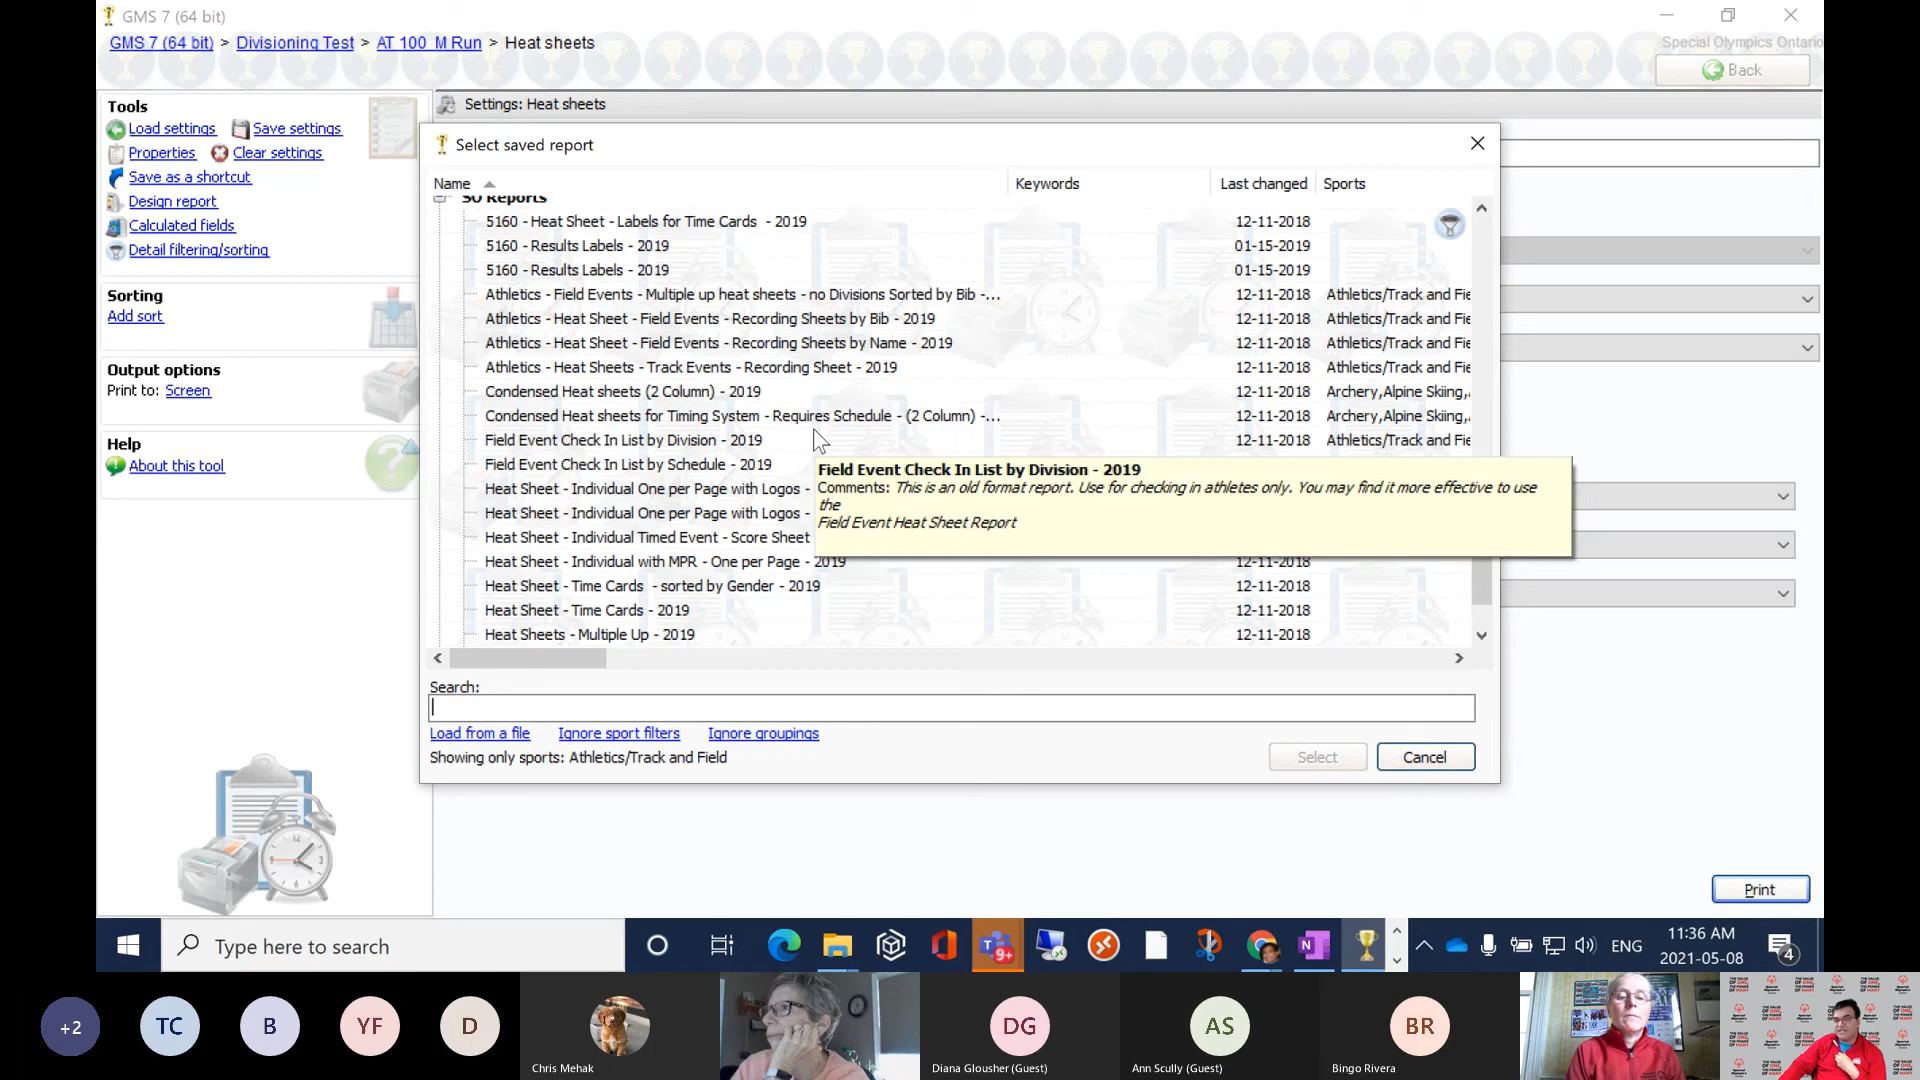 GMS 7 (64 bit)
GMS 7 (64 bit) > Divisioning Test > AT 100 M Run > Heat sheets
Special Olympics Ontario
Back
Tools
Load settings Save settings
Properties Clear settings
Save as a shortcut
Design report
Calculated fields
Detail filtering/sorting
Sorting
Add sort
Output options
Print to: Screen
Help
About this tool
Settings: Heat sheets
Select saved report
Name Keywords Last changed Sports
SO Reports
5160 - Heat Sheet - Labels for Time Cards - 2019 12-11-2018
5160 - Results Labels - 2019 01-15-2019
5160 - Results Labels - 2019 01-15-2019
Athletics - Field Events - Multiple up heat sheets - no Divisions Sorted by Bib -... 12-11-2018 Athletics/Track and Fie
Athletics - Heat Sheet - Field Events - Recording Sheets by Bib - 2019 12-11-2018 Athletics/Track and Fie
Athletics - Heat Sheet - Field Events - Recording Sheets by Name - 2019 12-11-2018 Athletics/Track and Fie
Athletics - Heat Sheets - Track Events - Recording Sheet - 2019 12-11-2018 Athletics/Track and Fie
Condensed Heat sheets (2 Column) - 2019 12-11-2018 Archery,Alpine Skiing,
Condensed Heat sheets for Timing System - Requires Schedule - (2 Column) -... 12-11-2018 Archery,Alpine Skiing,
Field Event Check In List by Division - 2019 12-11-2018 Athletics/Track and Fie
Field Event Check In List by Schedule - 2019
Heat Sheet - Individual One per Page with Logos -
Heat Sheet - Individual One per Page with Logos -
Heat Sheet - Individual Timed Event - Score Sheet
Heat Sheet - Individual with MPR - One per Page - 2019 12-11-2018
Heat Sheet - Time Cards - sorted by Gender - 2019 12-11-2018
Heat Sheet - Time Cards - 2019 12-11-2018
Heat Sheets - Multiple Up - 2019 12-11-2018
Field Event Check In List by Division - 2019
Comments: This is an old format report. Use for checking in athletes only. You may find it more effective to use
the
Field Event Heat Sheet Report
Search:
Load from a file Ignore sport filters Ignore groupings
Showing only sports: Athletics/Track and Field
Select Cancel
Print
Type here to search
9+
ENG
11:36 AM
2021-05-08
4
+2 TC B YF D DG AS BR
Chris Mehak Diana Glousher (Guest) Ann Scully (Guest) Bingo Rivera